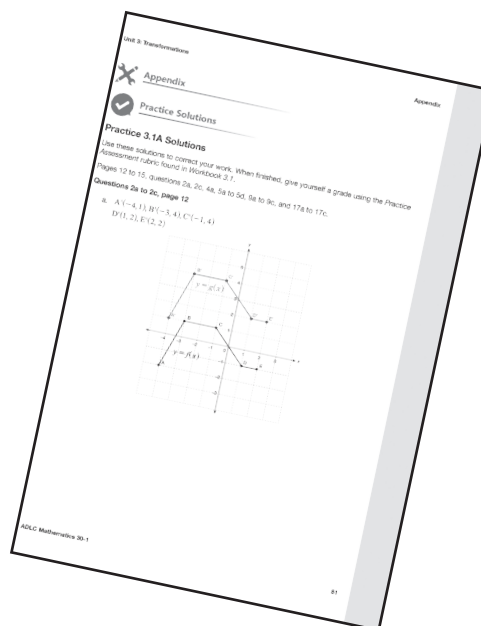 Unit 3: Transformations
Appendix
Appendix
Practice Solutions
Practice 3.1A Solutions
Use these solutions to correct your work. When finished, give yourself a grade using the Practice
Assessment rubric found in Workbook 3.1.
Pages 12 to 15, questions 2a, 2c, 4a, 5a to 5d, 9a to 9c, and 17a to 17c.
Questions 2a to 2c, page 12
a. A'(−4, 1), B'(−3, 4), C'(−1, 4)
D'(1, 2), E'(2, 2)
y = g(x)
y = f(x)
ADLC Mathematics 30-1
81